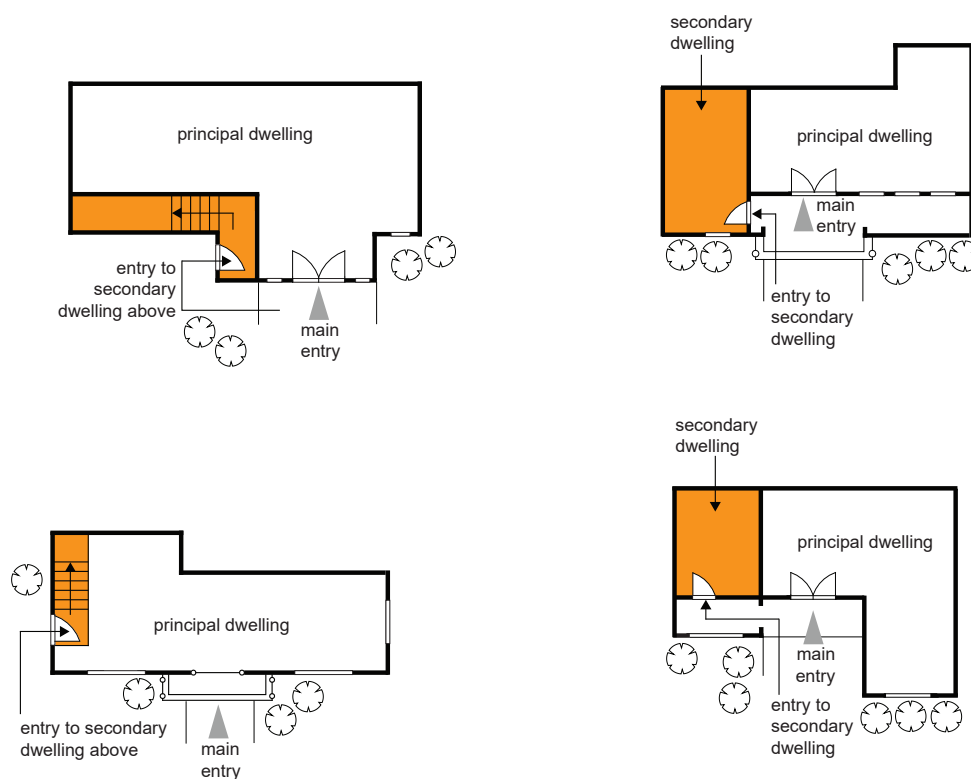 principal dwelling
entry to
secondary
dwelling above
main
entry
secondary
dwelling
principal dwelling
main
entry
entry to
secondary
dwelling
principal dwelling
entry to secondary
dwelling above
main
entry
secondary
dwelling
principal dwelling
main
entry
entry to
secondary
dwelling